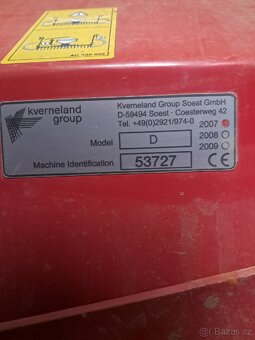 kverneland
group
Kverneland Group Soest GmbH
D-59494 Soest · Coesterweg 42
Tel. +49(0)2921/974-0
2007
Model D 2008
2009
Machine Identification 53727 CE
Bazos.cz